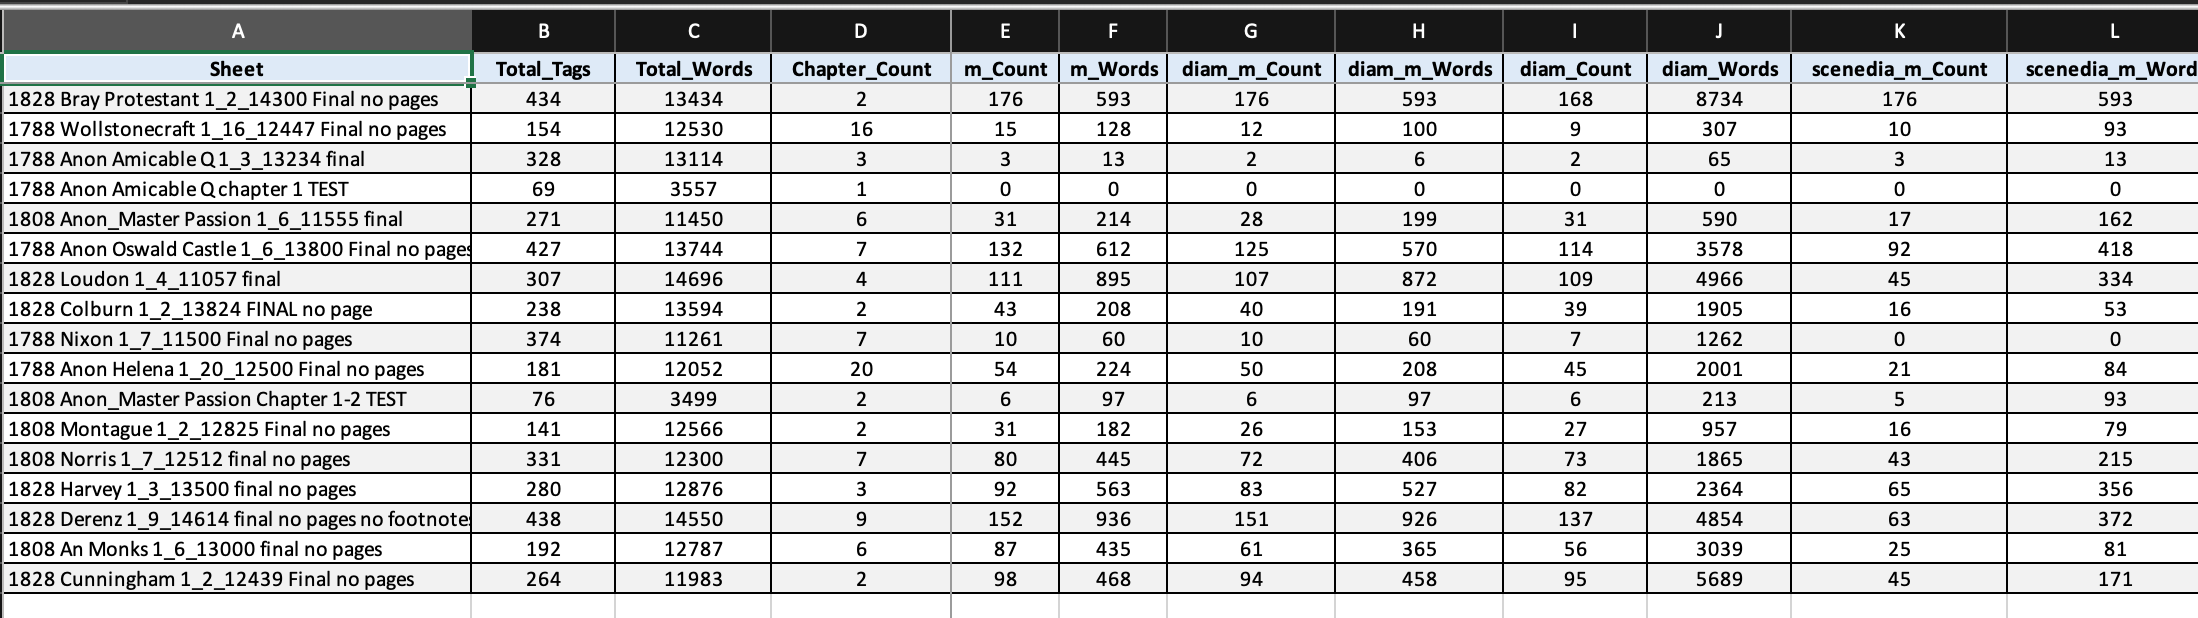 A B C D E F G H I J K L
Sheet Total_Tags Total_Words Chapter_Count m_Count m_Words diam_m_Count diam_m_Words diam_Count diam_Words scenedia_m_Count scenedia_m_Word
1828 Bray Protestant 1_2_14300 Final no pages 434 13434 2 176 593 176 593 168 8734 176 593
1788 Wollstonecraft 1_16_12447 Final no pages 154 12530 16 15 128 12 100 9 307 10 93
1788 Anon Amicable Q 1_3_13234 final 328 13114 3 3 13 2 6 2 65 3 13
1788 Anon Amicable Q chapter 1 TEST 69 3557 1 0 0 0 0 0 0 0 0
1808 Anon_Master Passion 1_6_11555 final 271 11450 6 31 214 28 199 31 590 17 162
1788 Anon Oswald Castle 1_6_13800 Final no pages 427 13744 7 132 612 125 570 114 3578 92 418
1828 Loudon 1_4_11057 final 307 14696 4 111 895 107 872 109 4966 45 334
1828 Colburn 1_2_13824 FINAL no page 238 13594 2 43 208 40 191 39 1905 16 53
1788 Nixon 1_7_11500 Final no pages 374 11261 7 10 60 10 60 7 1262 0 0
1788 Anon Helena 1_20_12500 Final no pages 181 12052 20 54 224 50 208 45 2001 21 84
1808 Anon_Master Passion Chapter 1-2 TEST 76 3499 2 6 97 6 97 6 213 5 93
1808 Montague 1_2_12825 Final no pages 141 12566 2 31 182 26 153 27 957 16 79
1808 Norris 1_7_12512 final no pages 331 12300 7 80 445 72 406 73 1865 43 215
1828 Harvey 1_3_13500 final no pages 280 12876 3 92 563 83 527 82 2364 65 356
1828 Derenz 1_9_14614 final no pages no footnotes 438 14550 9 152 936 151 926 137 4854 63 372
1808 An Monks 1_6_13000 final no pages 192 12787 6 87 435 61 365 56 3039 25 81
1828 Cunningham 1_2_12439 Final no pages 264 11983 2 98 468 94 458 95 5689 45 171